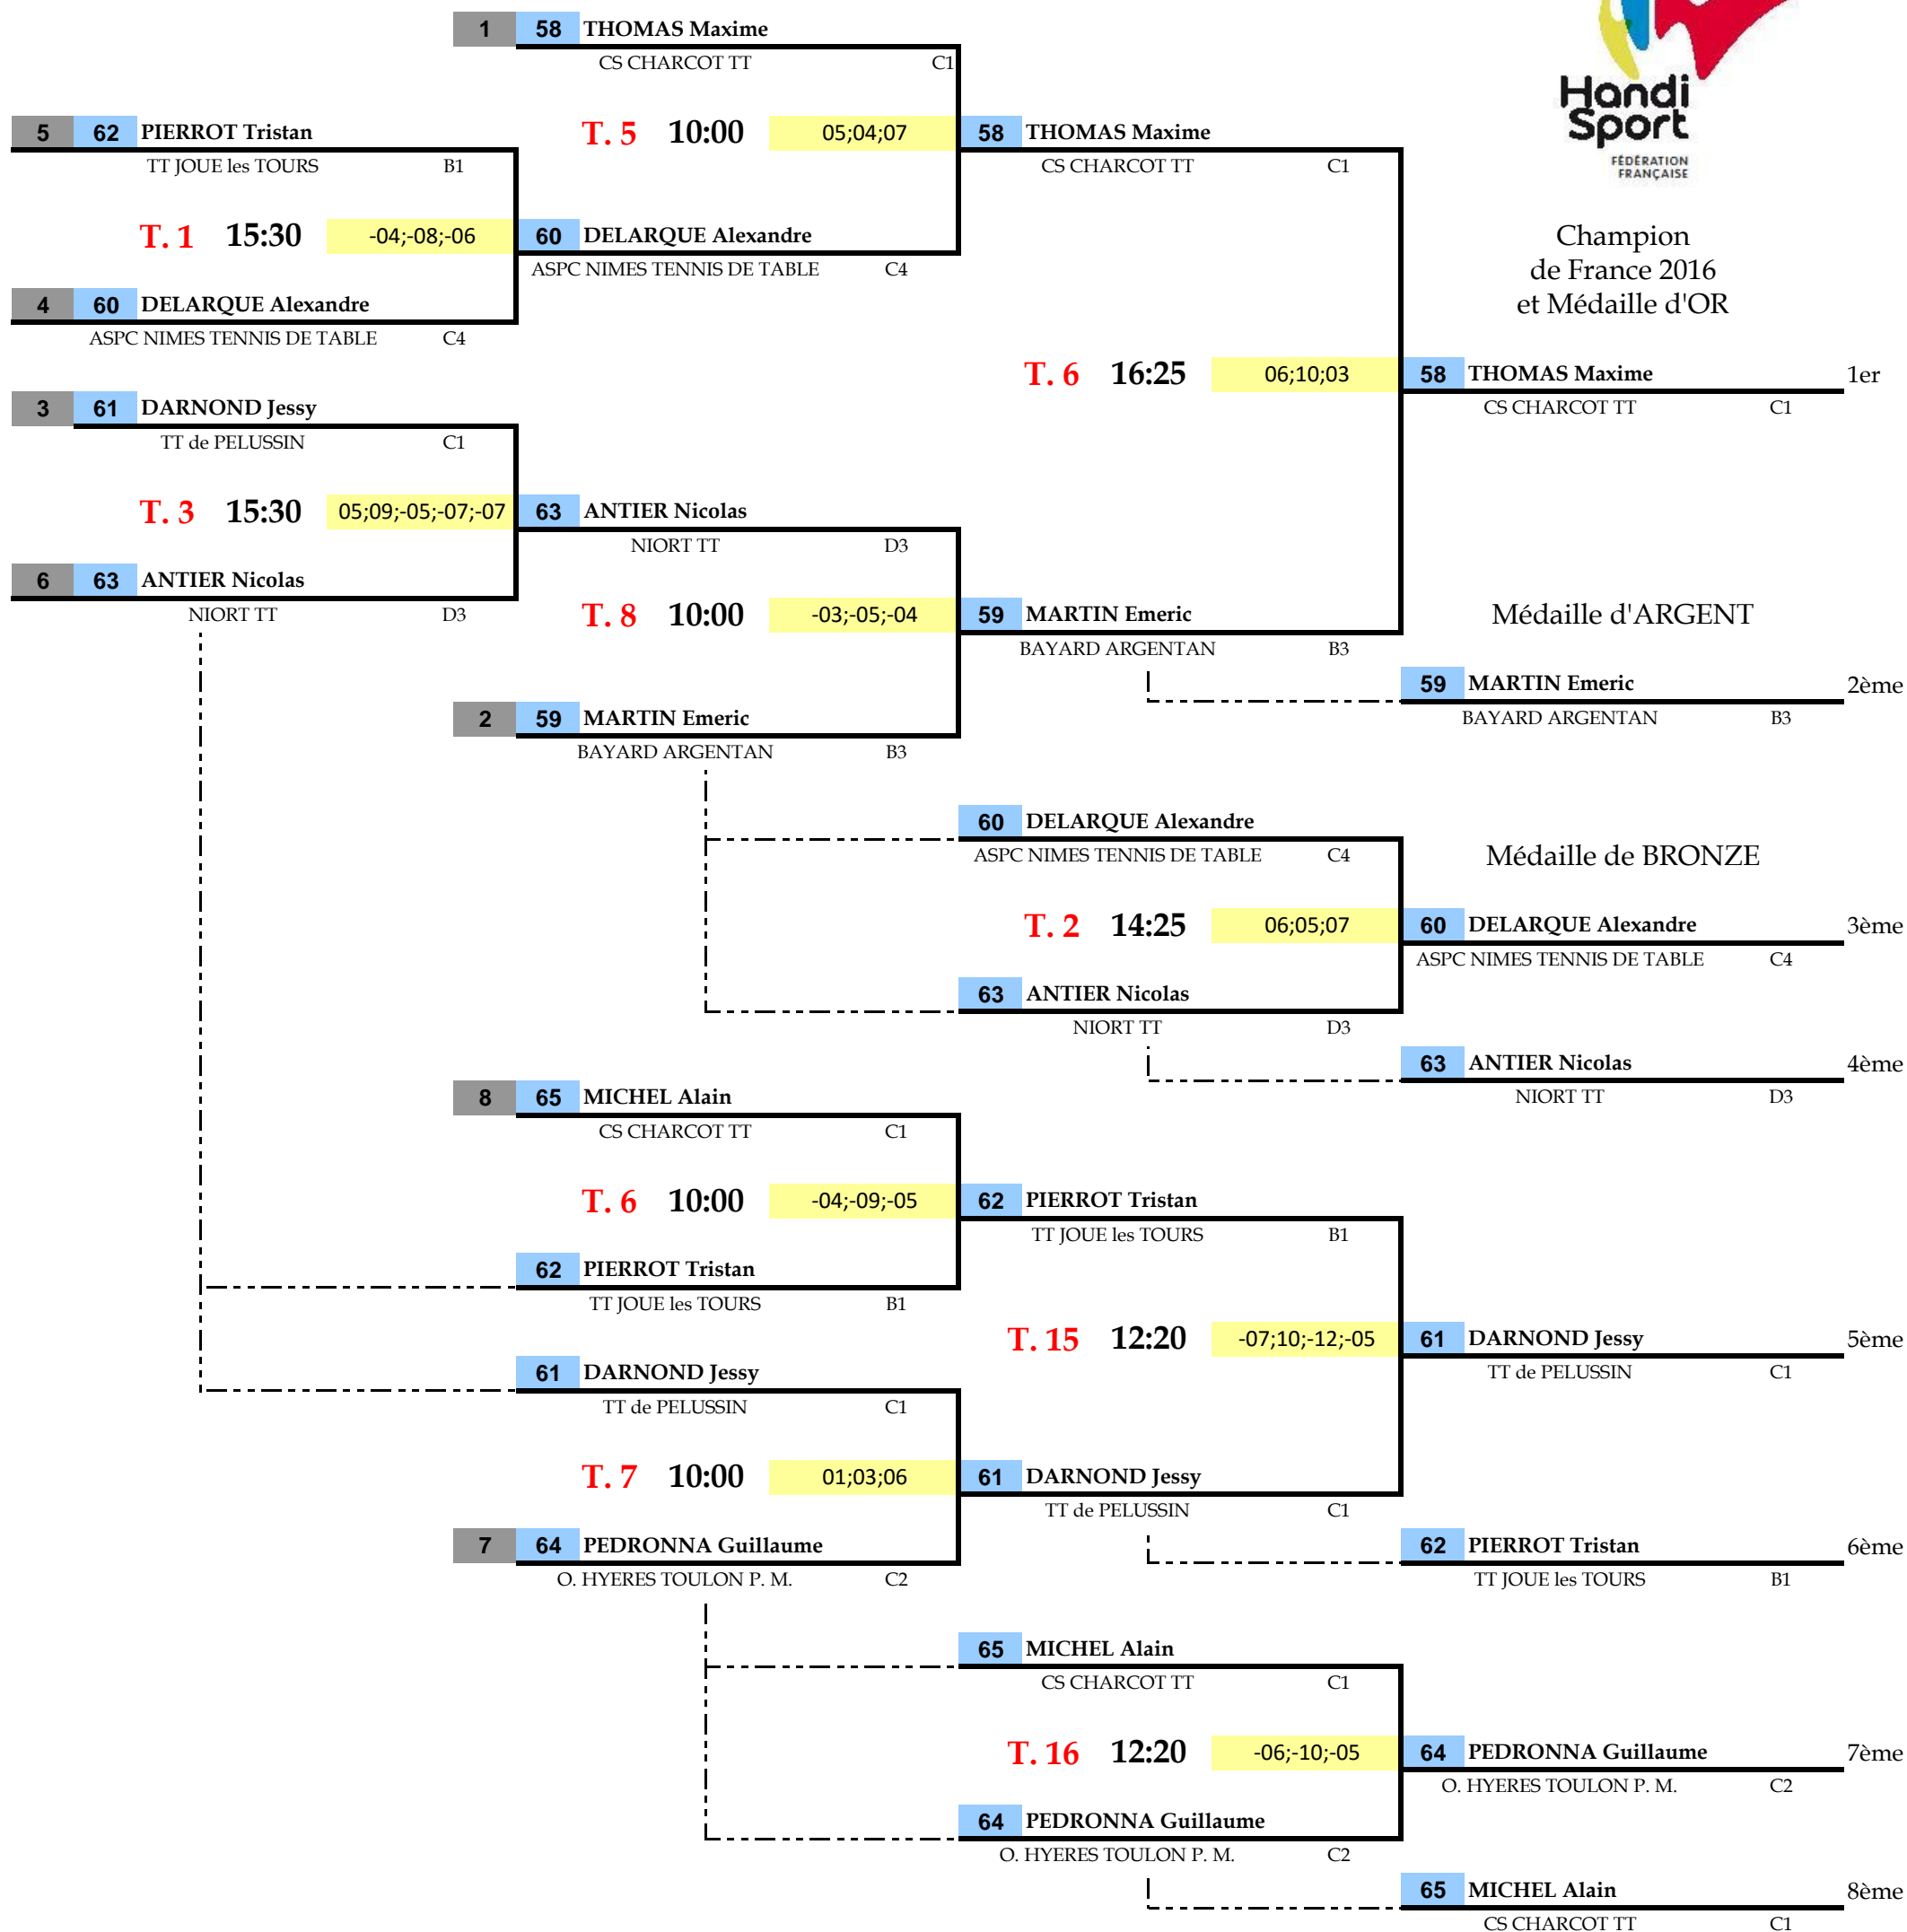 1 58 THOMAS Maxime
CS CHARCOT TT C1
Handi
Sport
FÉDÉRATION
FRANÇAISE
5 62 PIERROT Tristan
T. 5 10:00 05;04;07
58 THOMAS Maxime
TT JOUE les TOURS B1
CS CHARCOT TT C1
T. 1 15:30 -04;-08;-06
60 DELARQUE Alexandre
ASPC NIMES TENNIS DE TABLE C4
Champion
de France 2016
et Médaille d'OR
4 60 DELARQUE Alexandre
ASPC NIMES TENNIS DE TABLE C4
T. 6 16:25 06;10;03
58 THOMAS Maxime 1er
CS CHARCOT TT C1
3 61 DARNOND Jessy
TT de PELUSSIN C1
T. 3 15:30 05;09;-05;-07;-07
63 ANTIER Nicolas
NIORT TT D3
6 63 ANTIER Nicolas
NIORT TT D3
T. 8 10:00 -03;-05;-04
59 MARTIN Emeric
BAYARD ARGENTAN B3
Médaille d'ARGENT
59 MARTIN Emeric 2ème
BAYARD ARGENTAN B3
2 59 MARTIN Emeric
BAYARD ARGENTAN B3
60 DELARQUE Alexandre
ASPC NIMES TENNIS DE TABLE C4
Médaille de BRONZE
T. 2 14:25 06;05;07
60 DELARQUE Alexandre 3ème
ASPC NIMES TENNIS DE TABLE C4
63 ANTIER Nicolas
NIORT TT D3
63 ANTIER Nicolas 4ème
NIORT TT D3
8 65 MICHEL Alain
CS CHARCOT TT C1
T. 6 10:00 -04;-09;-05
62 PIERROT Tristan
TT JOUE les TOURS B1
62 PIERROT Tristan
TT JOUE les TOURS B1
T. 15 12:20 -07;10;-12;-05
61 DARNOND Jessy 5ème
TT de PELUSSIN C1
61 DARNOND Jessy
TT de PELUSSIN C1
T. 7 10:00 01;03;06
61 DARNOND Jessy
TT de PELUSSIN C1
7 64 PEDRONNA Guillaume
O. HYERES TOULON P. M. C2
62 PIERROT Tristan 6ème
TT JOUE les TOURS B1
65 MICHEL Alain
CS CHARCOT TT C1
T. 16 12:20 -06;-10;-05
64 PEDRONNA Guillaume 7ème
O. HYERES TOULON P. M. C2
64 PEDRONNA Guillaume
O. HYERES TOULON P. M. C2
65 MICHEL Alain 8ème
CS CHARCOT TT C1